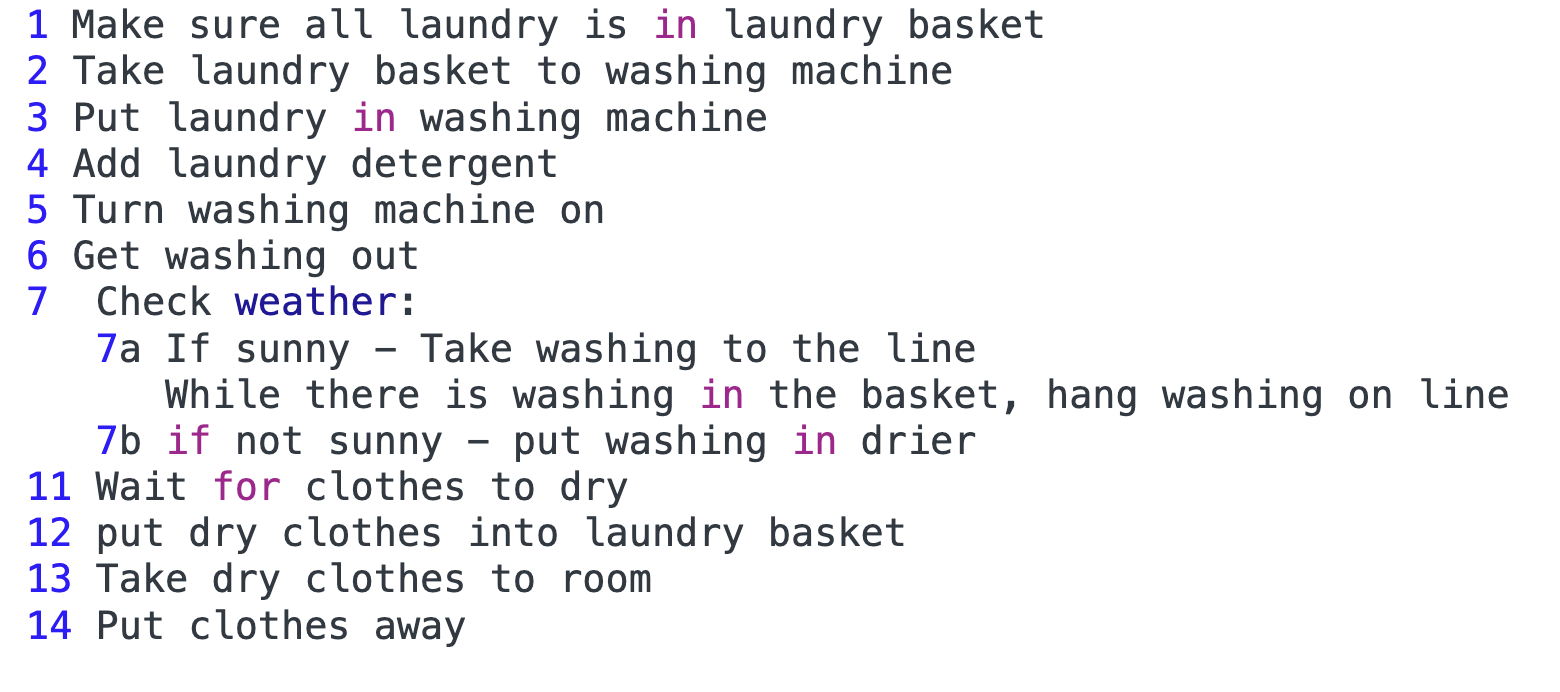 1 Make sure all laundry is in laundry basket
2 Take laundry basket to washing machine
3 Put laundry in washing machine
4 Add laundry detergent
5 Turn washing machine on
6 Get washing out
7  Check weather:
   7a If sunny – Take washing to the line
      While there is washing in the basket, hang washing on line
   7b if not sunny – put washing in drier
11 Wait for clothes to dry
12 put dry clothes into laundry basket
13 Take dry clothes to room
14 Put clothes away